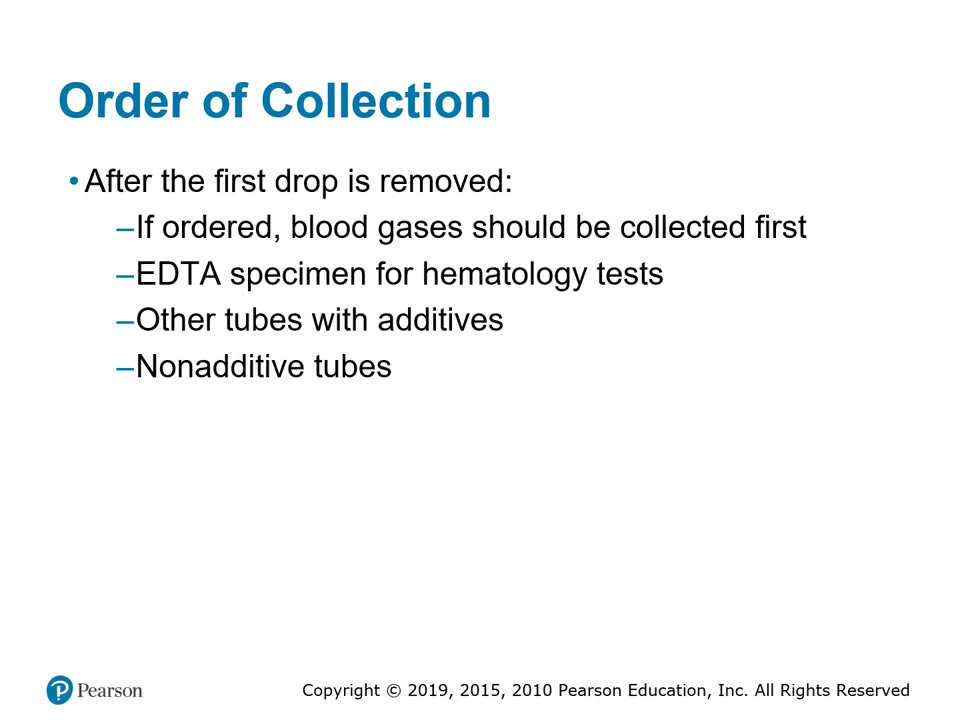 Order of Collection
• After the first drop is removed:
–If ordered, blood gases should be collected first
–EDTA specimen for hematology tests
–Other tubes with additives
–Nonadditive tubes
Pearson
Copyright © 2019, 2015, 2010 Pearson Education, Inc. All Rights Reserved